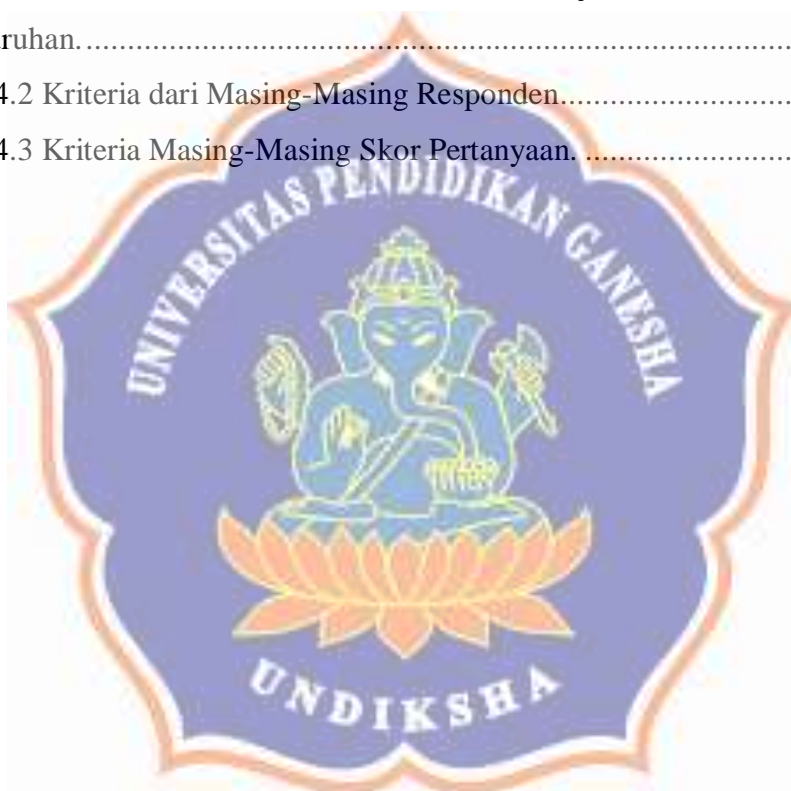 ruhan. ........................................................................................
4.2 Kriteria dari Masing-Masing Responden............................
4.3 Kriteria Masing-Masing Skor Pertanyaan. .........................
UNIVERSITAS PENDIDIKAN GANESHA
UNDIKSHA